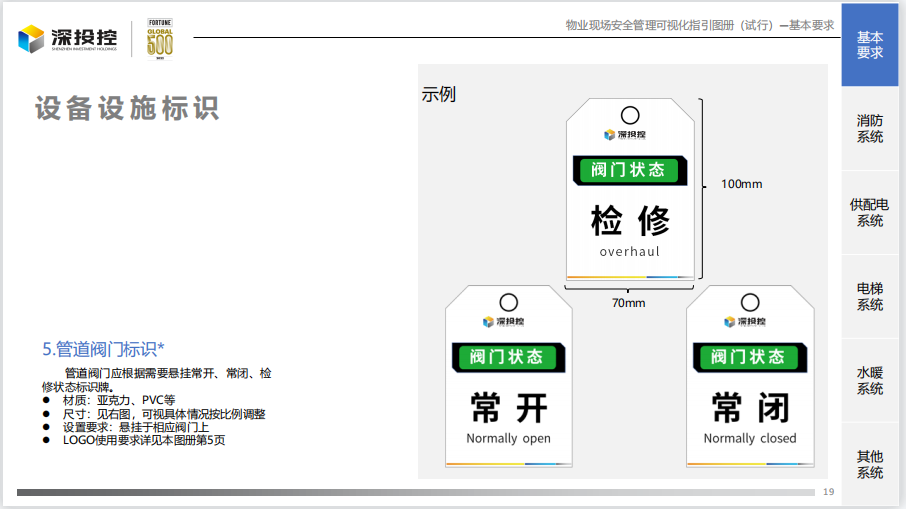 深投控
SHENZHEN INVESTMENT HOLDINGS
FORTUNE
GLOBAL
500
物业现场安全管理可视化指引图册（试行）—基本要求
设备设施标识
5.管道阀门标识*
管道阀门应根据需要悬挂常开、常闭、检
修状态标识牌。
● 材质：亚克力、PVC等
● 尺寸：见右图，可视具体情况按比例调整
● 设置要求：悬挂于相应阀门上
● LOGO使用要求详见本图册第5页
示例
深投控
阀门状态
检修
overhaul
100mm
70mm
深投控
阀门状态
常开
Normally open
深投控
阀门状态
常闭
Normally closed
基本
要求
消防
系统
供配电
系统
电梯
系统
水暖
系统
其他
系统
19